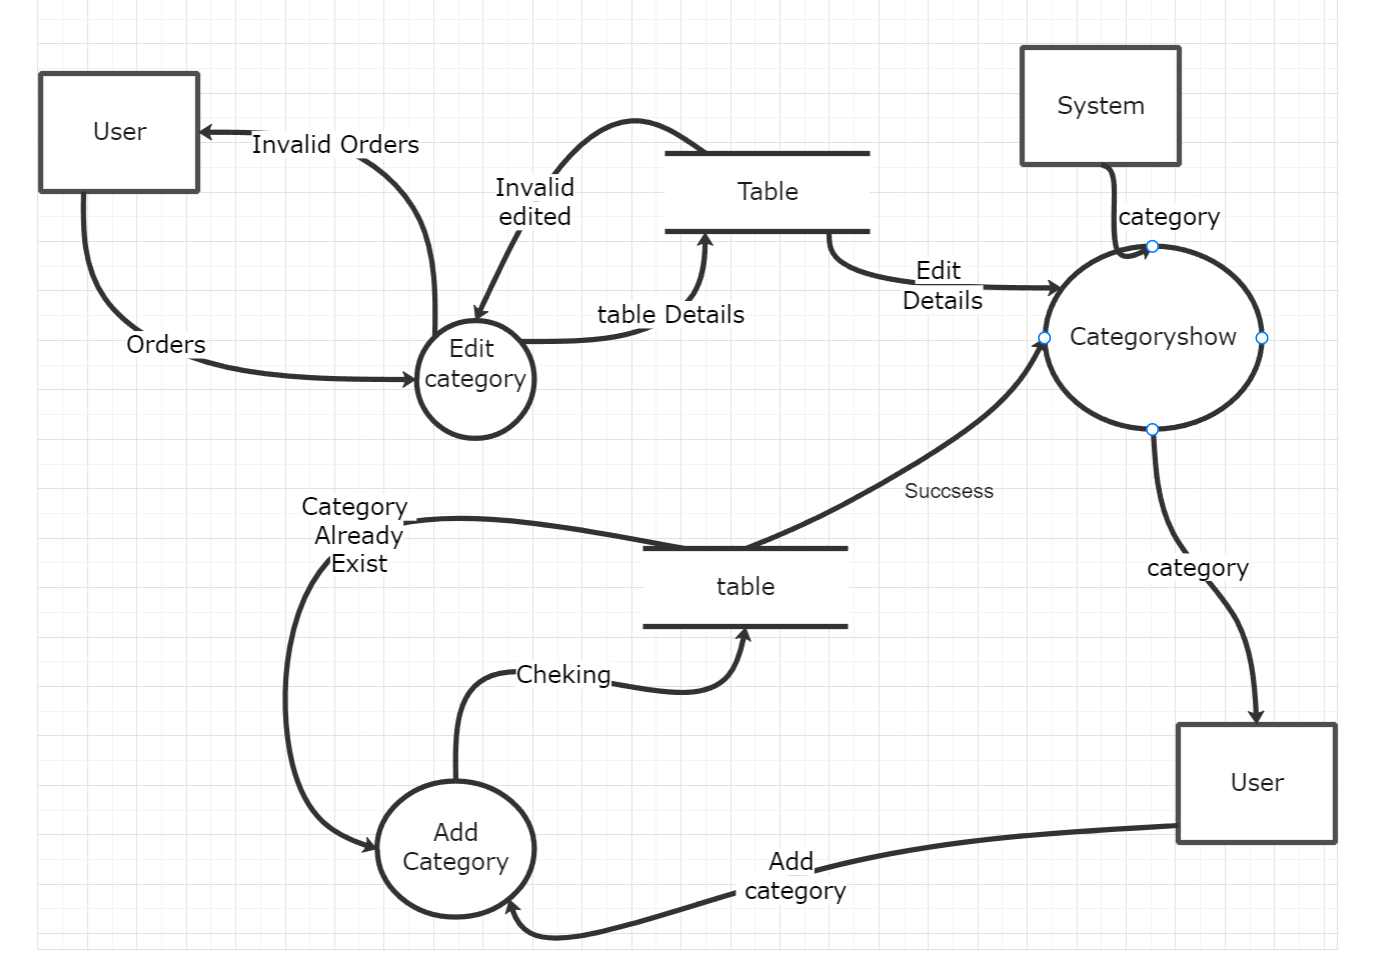 System
User
Invalid Orders
Invalid
edited
Table
category
Edit
Details
table Details
Orders
Edit
category
Categoryshow
Succsess
Category
Already
Exist
table
category
Cheking
User
Add
Category
Add
category